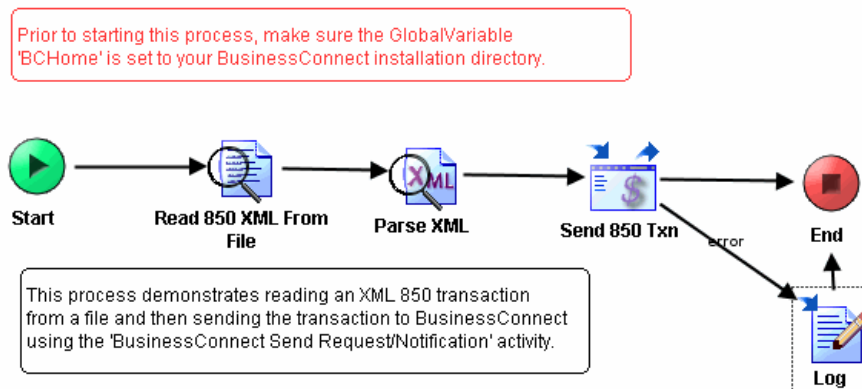 Prior to starting this process, make sure the GlobalVariable
'BCHome' is set to your BusinessConnect installation directory.
Start
Read 850 XML From
File
XML
Parse XML
$
Send 850 Txn
error
End
This process demonstrates reading an XML 850 transaction
from a file and then sending the transaction to BusinessConnect
using the 'BusinessConnect Send Request/Notification' activity.
Log